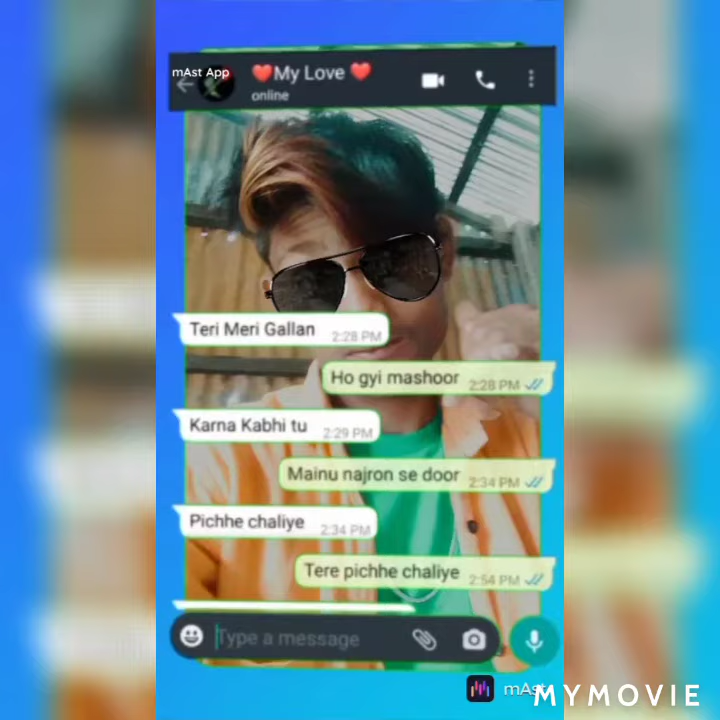 mAst App
❤️My Love ❤️
online
Teri Meri Gallan 2:28 PM
Ho gyi mashoor 2:28 PM
Karna Kabhi tu 2:29 PM
Mainu najron se door 2:34 PM
Pichhe chaliye 2:34 PM
Tere pichhe chaliye 2:54 PM
Type a message
mAst
MYMOVIE